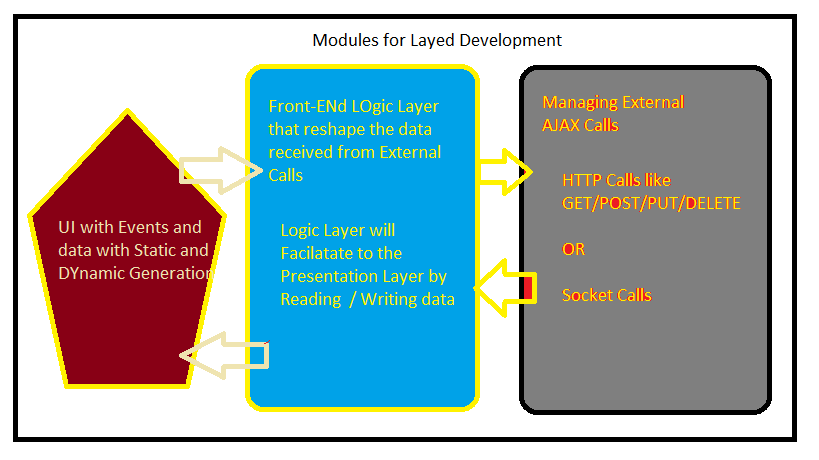 Modules for Layed Development
UI with Events and
data with Static and
DYnamic Generation
Front-ENd LOgic Layer
that reshape the data
received from External
Calls
Logic Layer will
Facilatate to the
Presentation Layer by
Reading / Writing data
Managing External
AJAX Calls
HTTP Calls like
GET/POST/PUT/DELETE
OR
Socket Calls